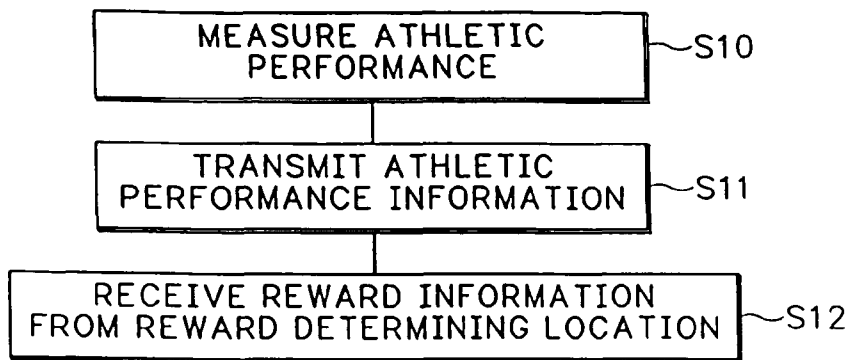 MEASURE ATHLETIC
PERFORMANCE
S10
TRANSMIT ATHLETIC
PERFORMANCE INFORMATION
S11
RECEIVE REWARD INFORMATION
FROM REWARD DETERMINING LOCATION
S12